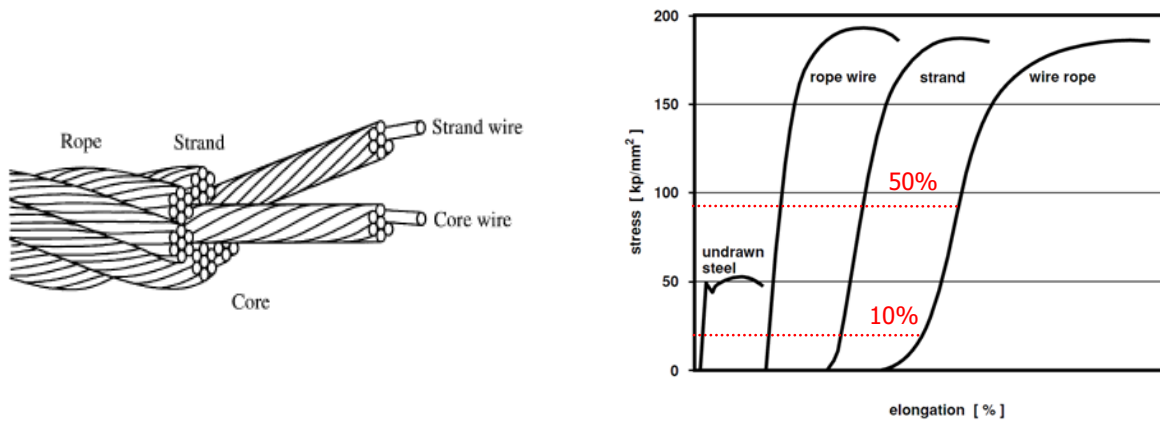 Rope
Strand
Strand wire
Core wire
Core
200
150
100
50
0
stress [ kp/mm² ]
rope wire
strand
wire rope
50%
undrawn
steel
10%
elongation [ % ]